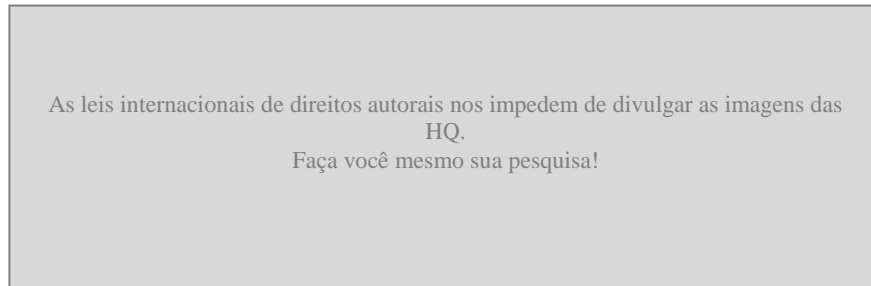 As leis internacionais de direitos autorais nos impedem de divulgar as imagens das
HQ.
Faça você mesmo sua pesquisa!